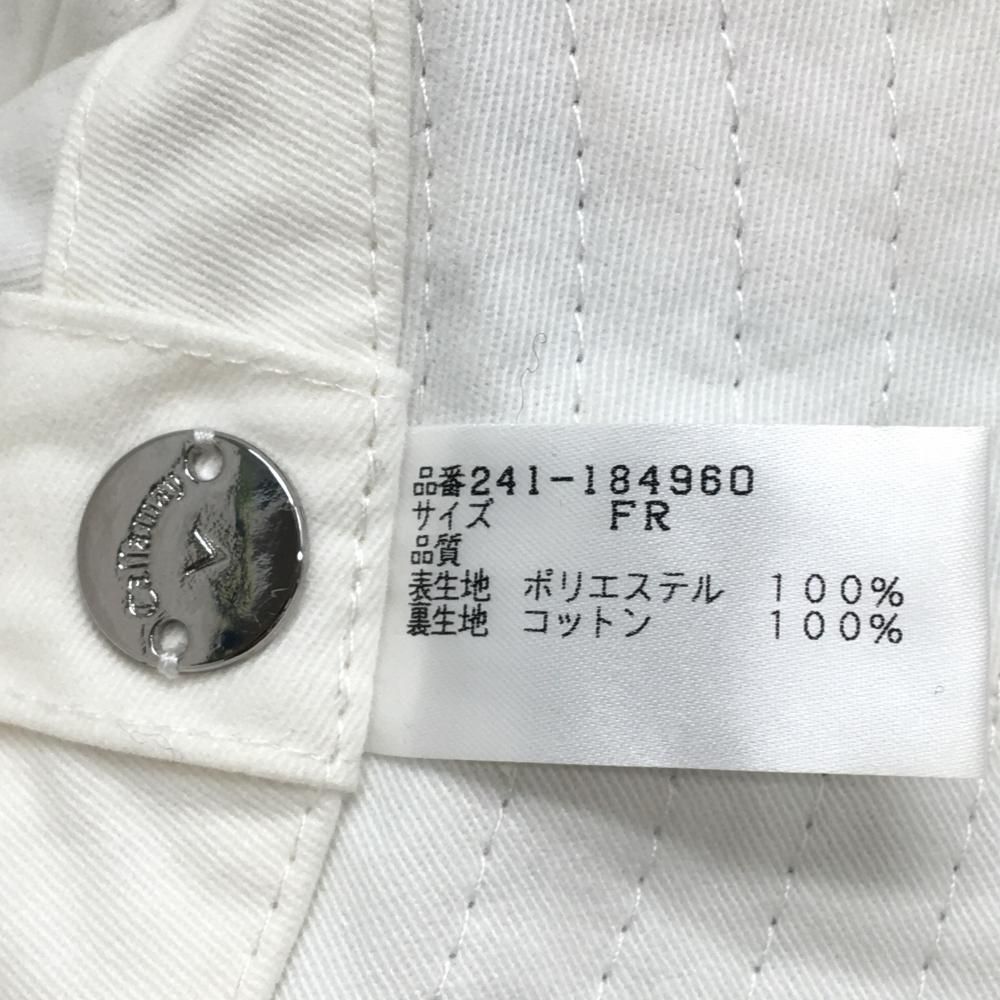 Callaway
品番241-184960
サイズ FR
品質
表生地 ポリエステル 100%
裏生地 コットン 100%